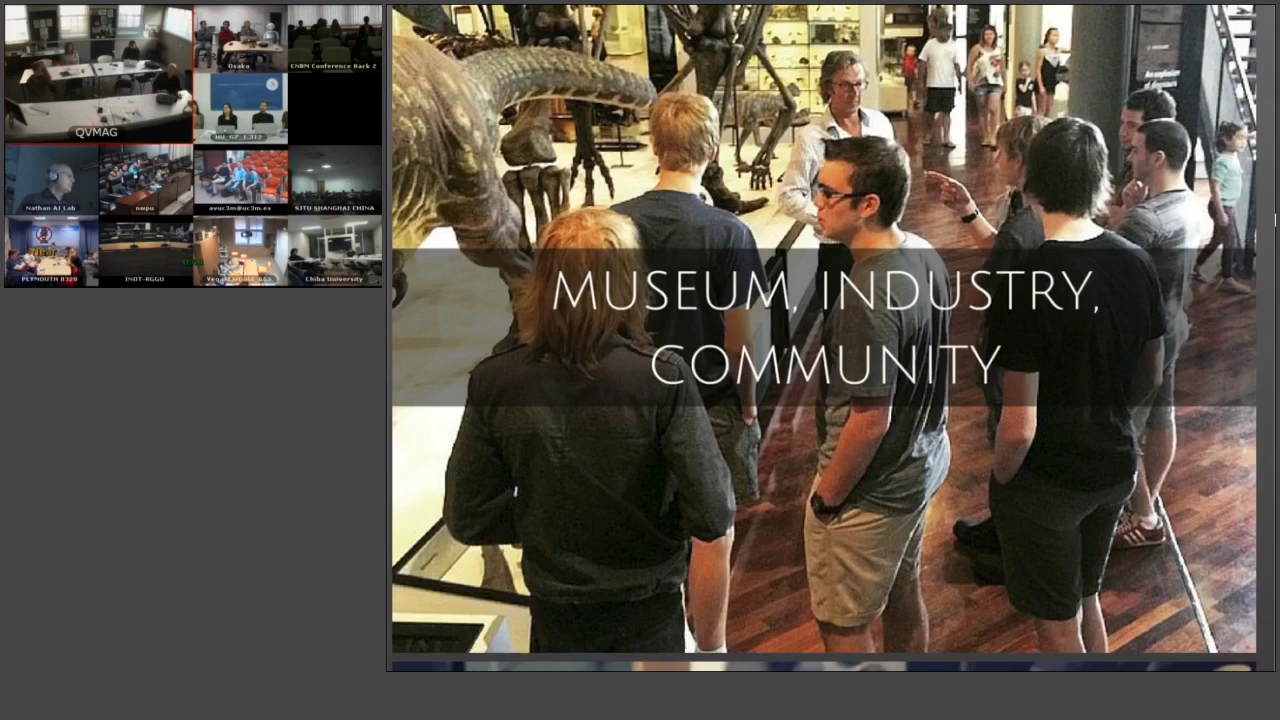 Osaka
CNBM Conference Rack 2
QVMAG
Nathan AI Lab
nwpu
avuc3m@uc3m.es
SJTU SHANGHAI CHINA
PLYMOUTH B320
INOT-RGGU
Chiba University
MUSEUM, INDUSTRY,
COMMUNITY